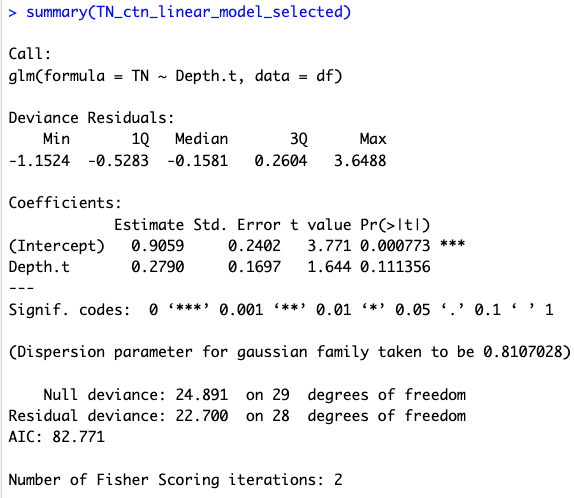 > summary(TN_ctn_linear_model_selected)
Call:
glm(formula = TN ~ Depth.t, data = df)
Deviance Residuals:
    Min       1Q   Median       3Q      Max
-1.1524  -0.5283  -0.1581   0.2604   3.6488
Coefficients:
            Estimate Std. Error t value Pr(>|t|)
(Intercept)   0.9059     0.2402   3.771 0.000773 ***
Depth.t       0.2790     0.1697   1.644 0.111356
---
Signif. codes:  0 ‘***’ 0.001 ‘**’ 0.01 ‘*’ 0.05 ‘.’ 0.1 ‘ ’ 1
(Dispersion parameter for gaussian family taken to be 0.8107028)
    Null deviance: 24.891  on 29  degrees of freedom
Residual deviance: 22.700  on 28  degrees of freedom
AIC: 82.771
Number of Fisher Scoring iterations: 2